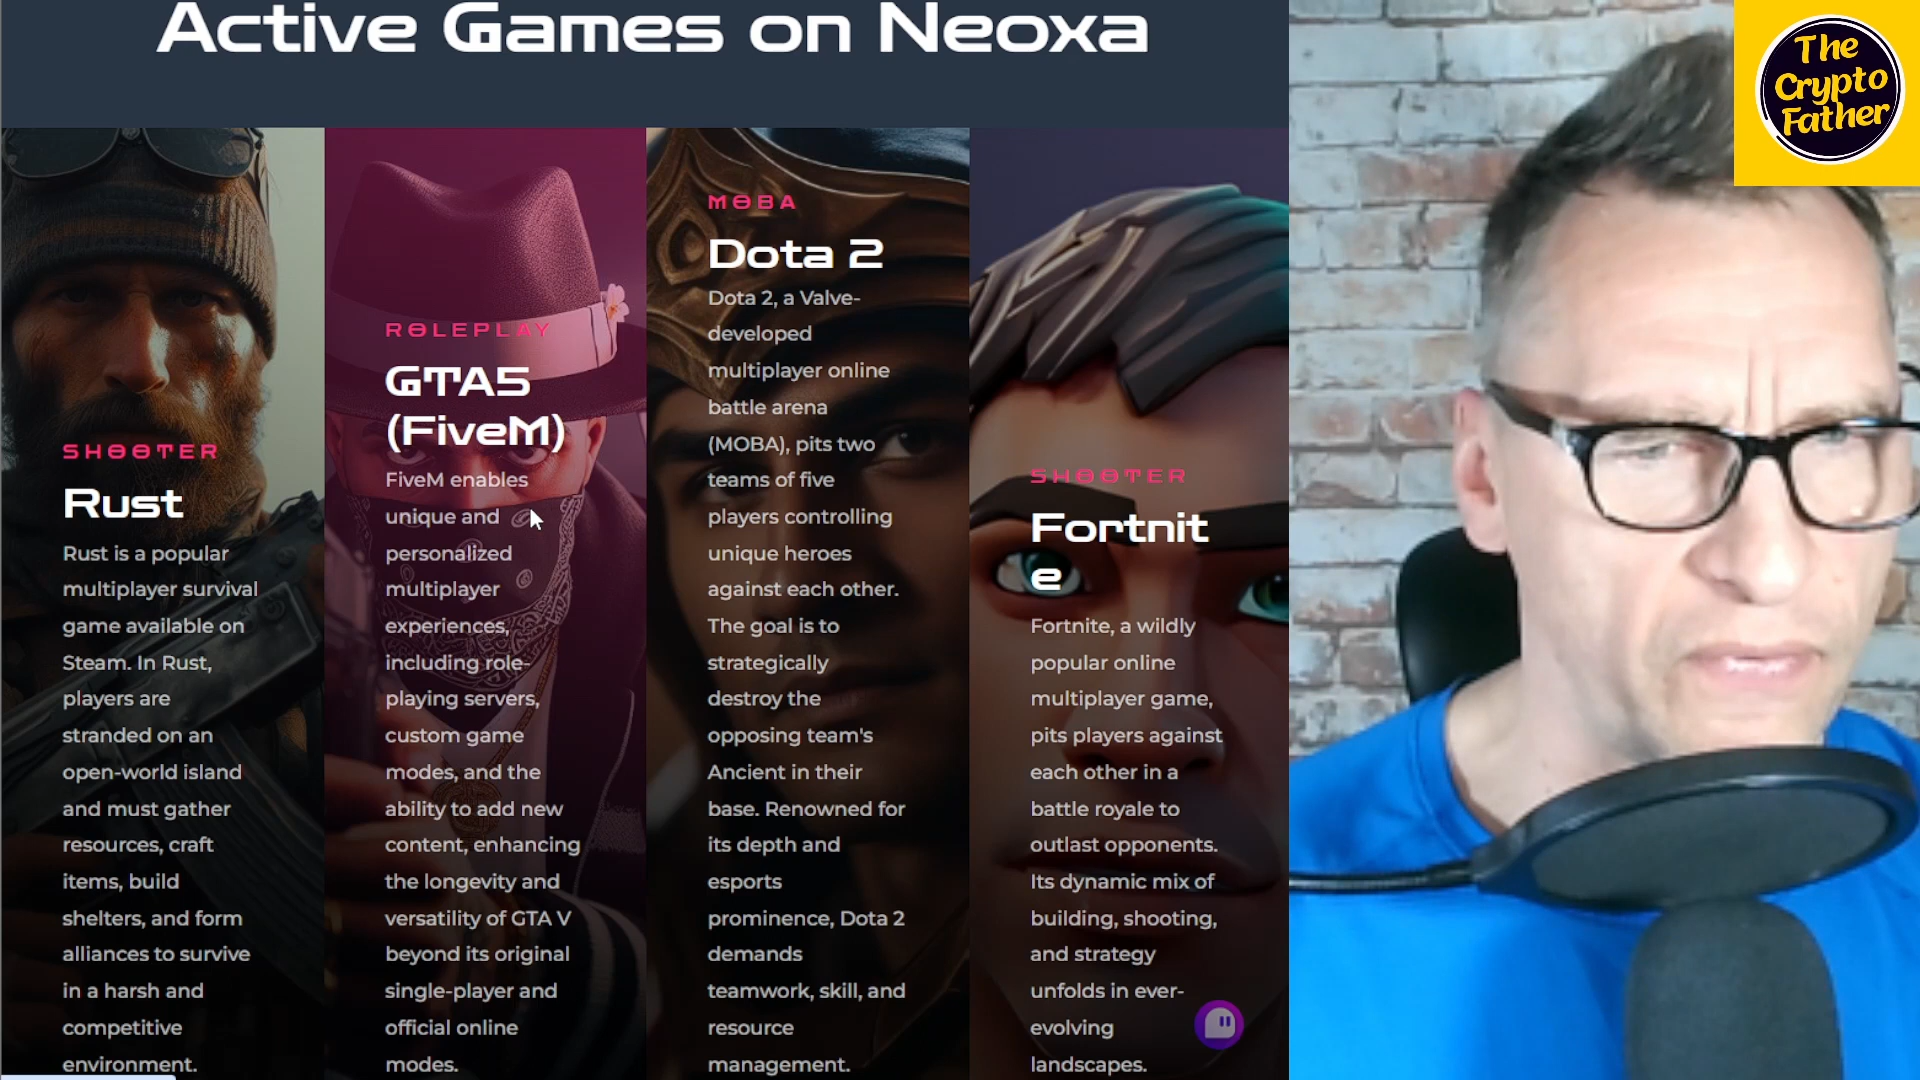 Active Games on Neoxa
The
Crypto
Father
SHOOTER
Rust
Rust is a popular
multiplayer survival
game available on
Steam. In Rust,
players are
stranded on an
open-world island
and must gather
resources, craft
items, build
shelters, and form
alliances to survive
in a harsh and
competitive
environment.
ROLEPLAY
GTA5
(FiveM)
FiveM enables
unique and
personalized
multiplayer
experiences,
including role-
playing servers,
custom game
modes, and the
ability to add new
content, enhancing
the longevity and
versatility of GTA V
beyond its original
single-player and
official online
modes.
MOBA
Dota 2
Dota 2, a Valve-
developed
multiplayer online
battle arena
(MOBA), pits two
teams of five
players controlling
unique heroes
against each other.
The goal is to
strategically
destroy the
opposing team's
Ancient in their
base. Renowned for
its depth and
esports
prominence, Dota 2
demands
teamwork, skill, and
resource
management.
SHOOTER
Fortnit
e
Fortnite, a wildly
popular online
multiplayer game,
pits players against
each other in a
battle royale to
outlast opponents.
Its dynamic mix of
building, shooting,
and strategy
unfolds in ever-
evolving
landscapes.